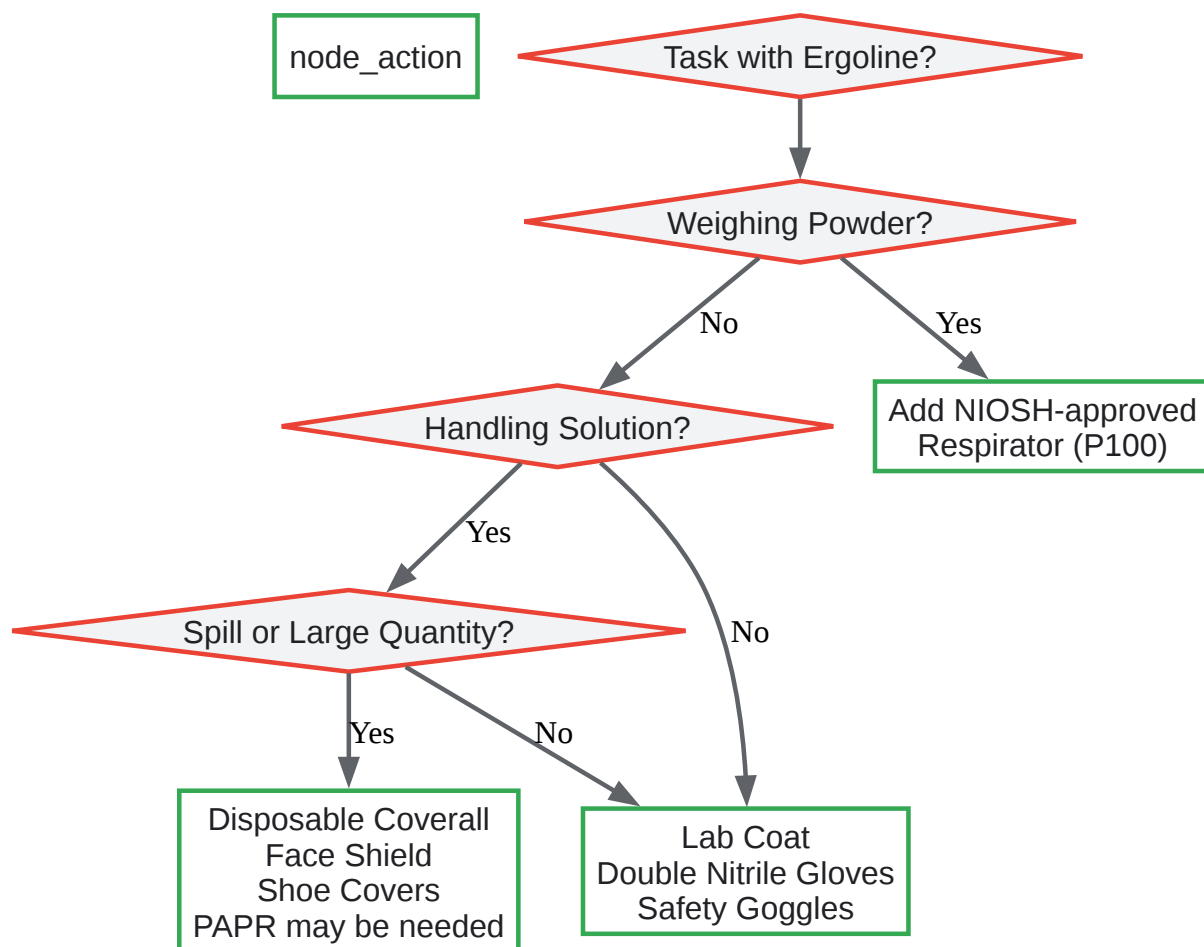 node_action
Task with Ergoline?
Weighing Powder?
No
Yes
Add NIOSH-approved
Respirator (P100)
Handling Solution?
Yes
No
Spill or Large Quantity?
Yes
No
Disposable Coverall
Face Shield
Shoe Covers
PAPR may be needed
Lab Coat
Double Nitrile Gloves
Safety Goggles